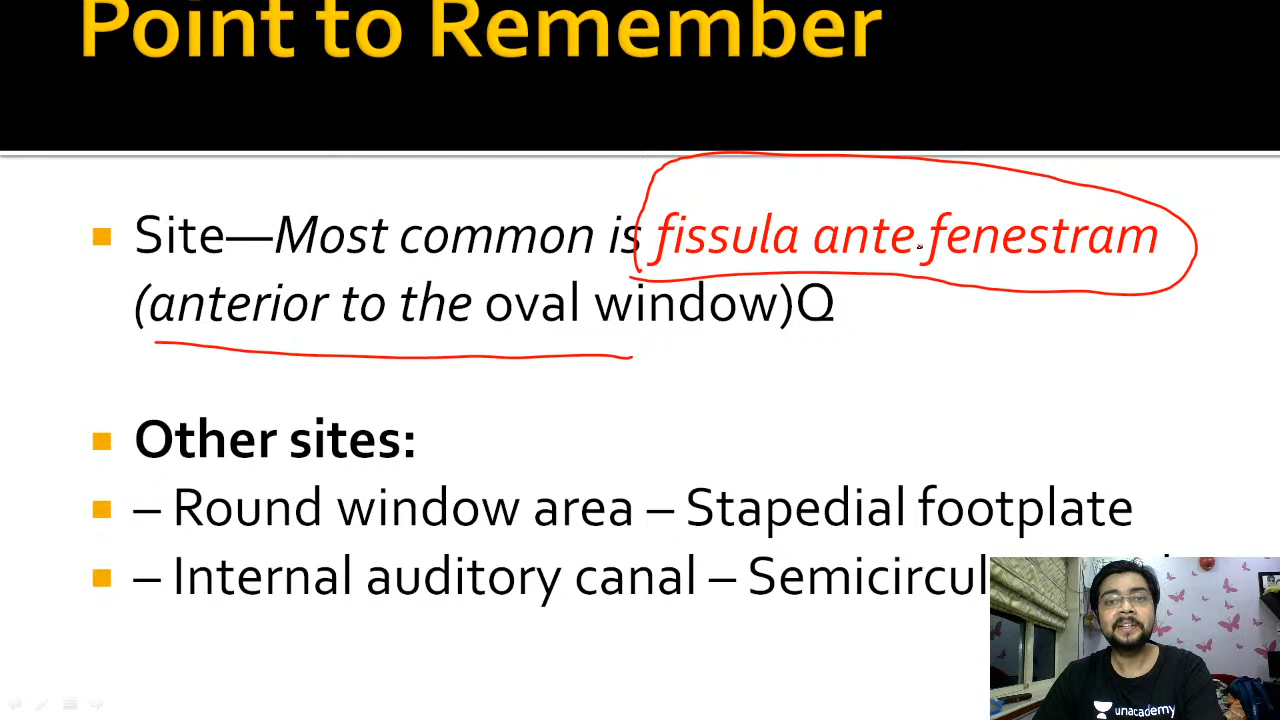 Point to Remember
Site—Most common is fissula ante fenestram
(anterior to the oval window)Q
Other sites:
– Round window area – Stapedial footplate
– Internal auditory canal –
unacademy